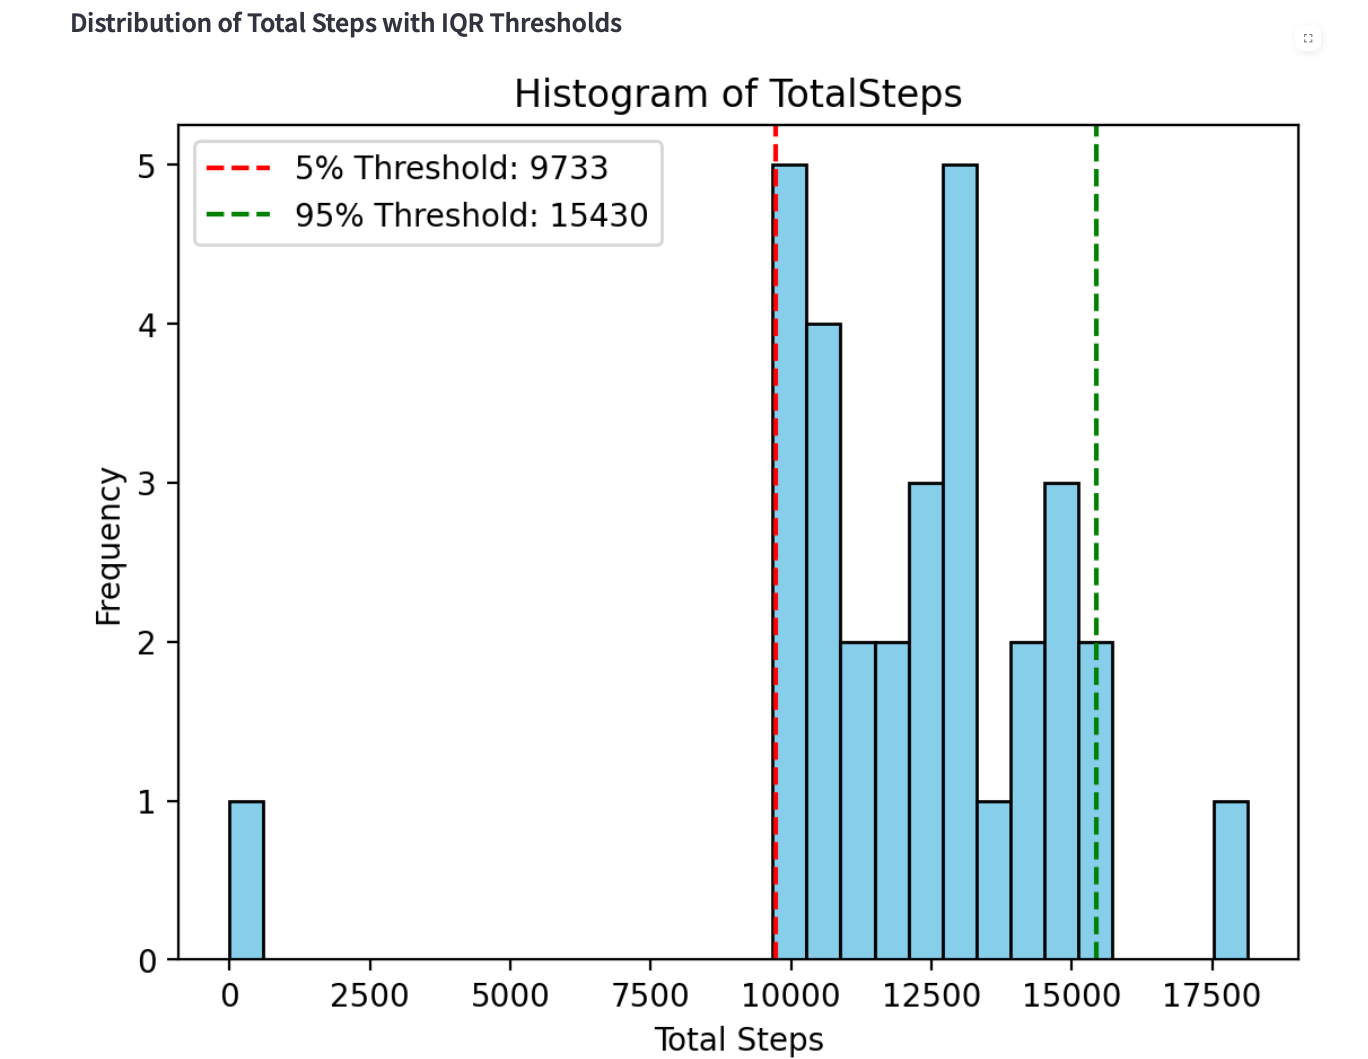 Distribution of Total Steps with IQR Thresholds
Histogram of TotalSteps
5% Threshold: 9733
95% Threshold: 15430
5
4
3
2
1
0
Frequency
0 2500 5000 7500 10000 12500 15000 17500
Total Steps